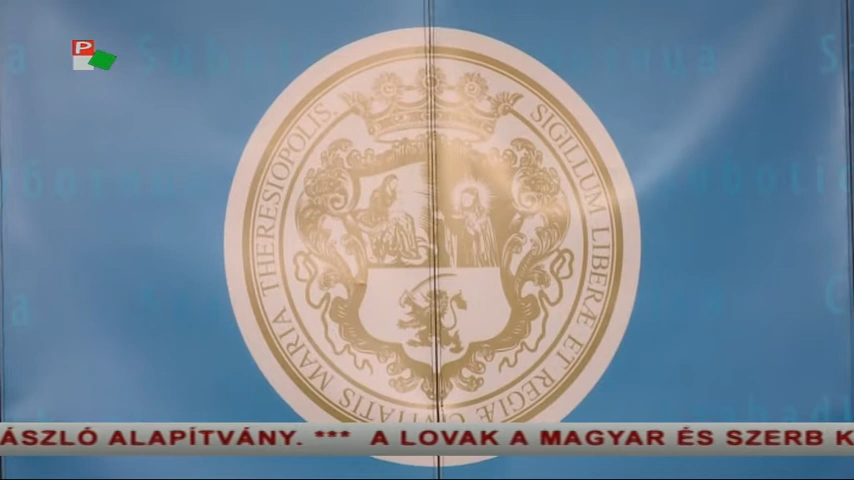 P
SIGILLUM LIBERÆ ET REGIÆ CIVITATIS MARIA THERESIOPOLIS.
ÁSZLÓ ALAPÍTVÁNY. *** A LOVAK A MAGYAR ÉS SZERB K